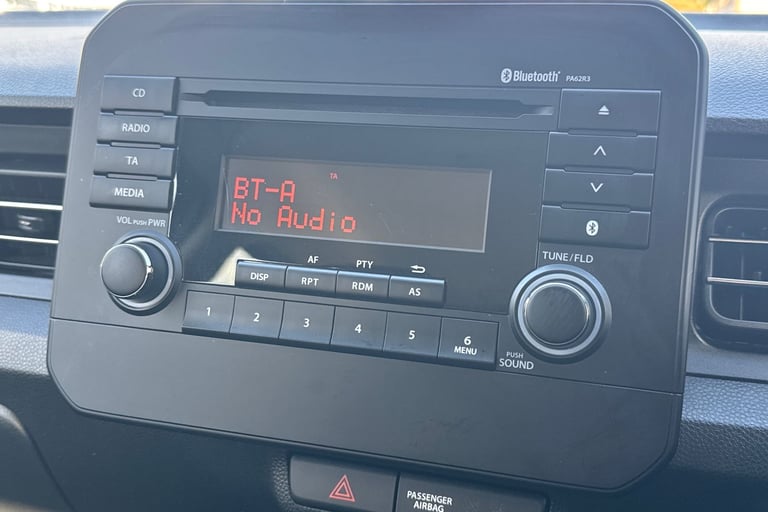 Bluetooth® PA62R3
CD
RADIO
TA
MEDIA
TA
BT-A
No Audio
VOL PUSH PWR
AF PTY
DISP RPT RDM AS
1 2 3 4 5 6
MENU
TUNE/FLD
PUSH
SOUND
PASSENGER
AIRBAG